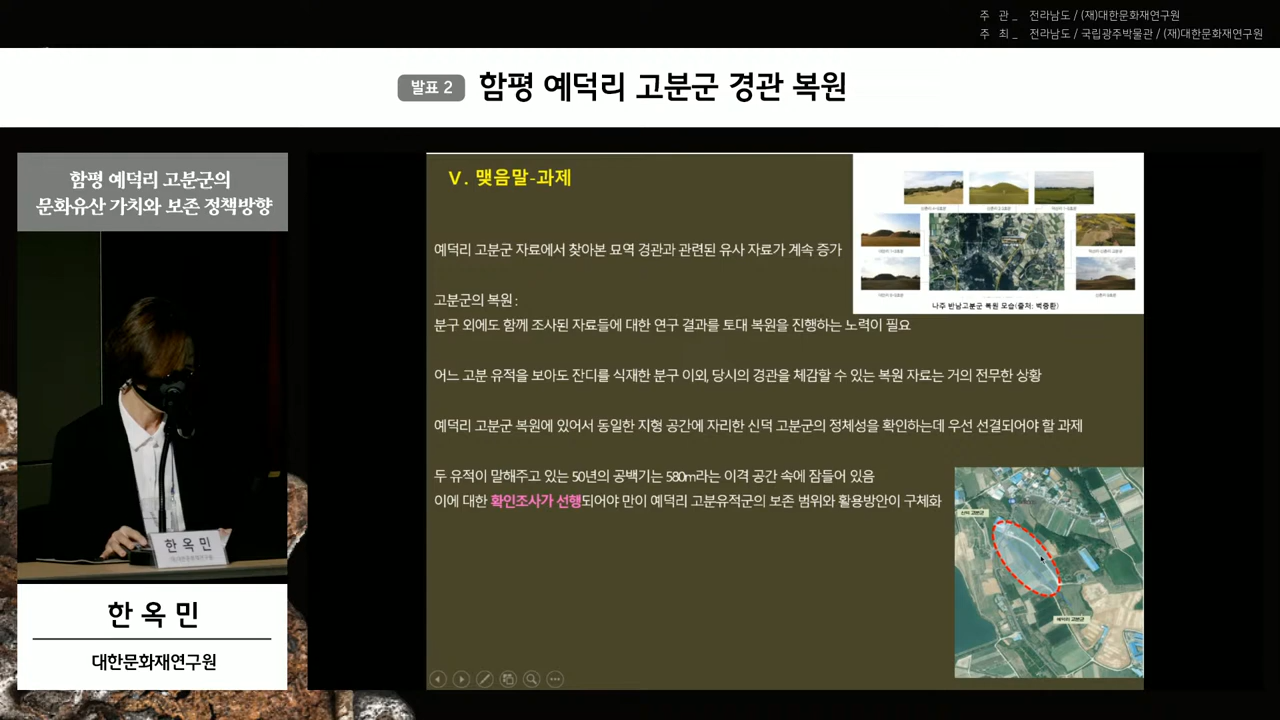 주 관 _ 전라남도 / (재)대한문화재연구원
주 최 _ 전라남도 / 국립광주박물관 / (재)대한문화재연구원
발표 2 함평 예덕리 고분군 경관 복원
함평 예덕리 고분군의
문화유산 가치와 보존 정책방향
한 옥 민
한 옥 민
대한문화재연구원
Ⅴ. 맺음말-과제
예덕리 고분군 자료에서 찾아본 묘역 경관과 관련된 유사 자료가 계속 증가
고분군의 복원 :
분구 외에도 함께 조사된 자료들에 대한 연구 결과를 토대 복원을 진행하는 노력이 필요
어느 고분 유적을 보아도 잔디를 식재한 분구 이외, 당시의 경관을 체감할 수 있는 복원 자료는 거의 전무한 상황
예덕리 고분군 복원에 있어서 동일한 지형 공간에 자리한 신덕 고분군의 정체성을 확인하는데 우선 선결되어야 할 과제
두 유적이 말해주고 있는 50년의 공백기는 580m라는 이격 공간 속에 잠들어 있음
이에 대한 확인조사가 선행되어야 만이 예덕리 고분유적군의 보존 범위와 활용방안이 구체화
나주 반남고분군 복원 모습(출처: 박중환)
신덕 고분군
예덕리 고분군